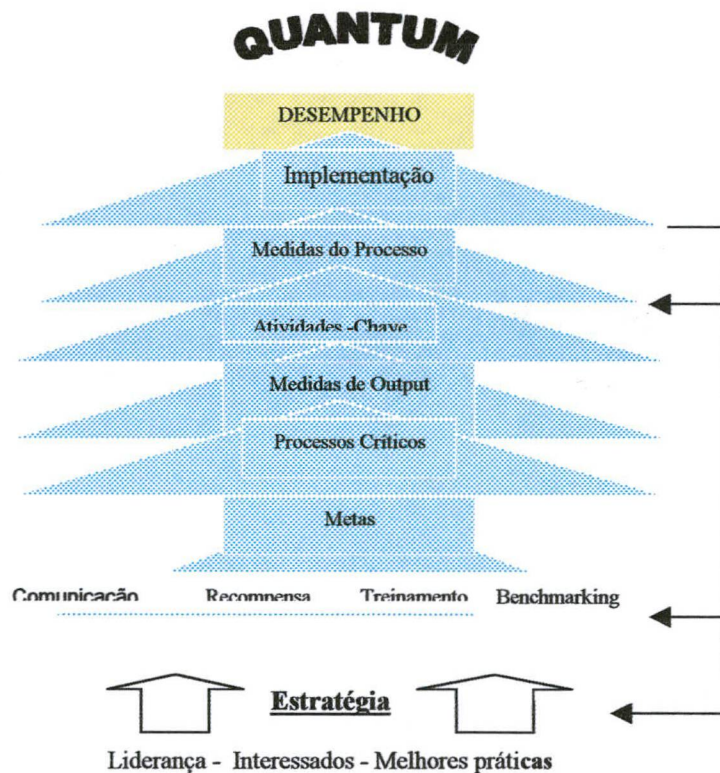 QUANTUM
DESEMPENHO
Implementação
Medidas do Processo
Atividades -Chave
Medidas de Output
Processos Críticos
Metas
Comunicação Recompensa Treinamento Benchmarking
Estratégia
Liderança - Interessados - Melhores práticas